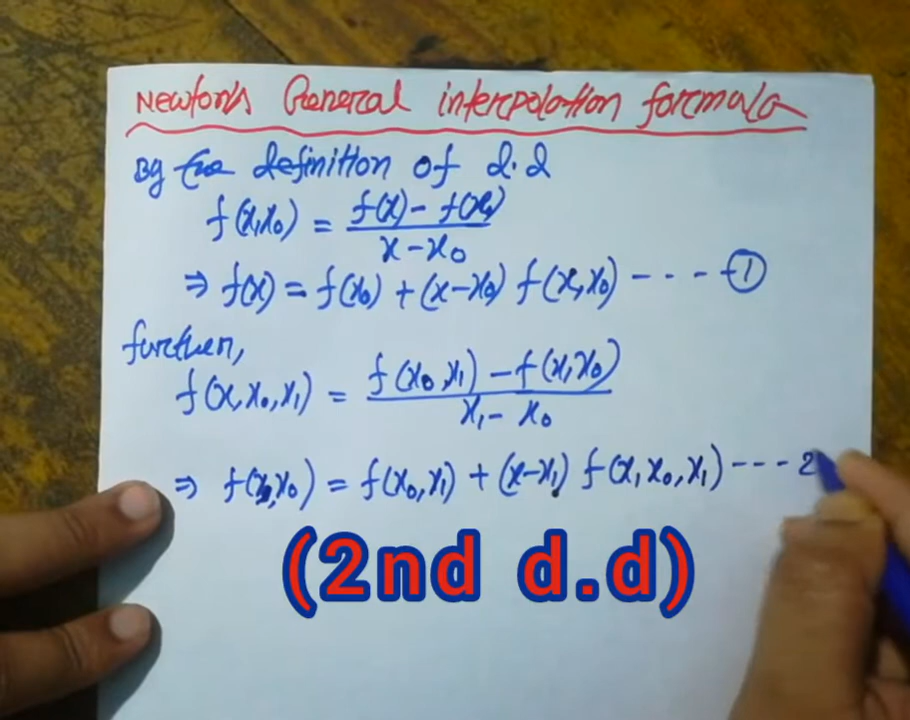 Newton's General interpolation formula
By the definition of d.d
f(x,x₀) = f(x) - f(x₀) / x - x₀
⇒ f(x) = f(x₀) + (x-x₀) f(x,x₀) ---- ①
further,
f(x,x₀,x₁) = f(x₀,x₁) - f(x,x₀) / x₁ - x₀
⇒ f(x,x₀) = f(x₀,x₁) + (x-x₁) f(x,x₀,x₁) --- 2
(2nd d.d)